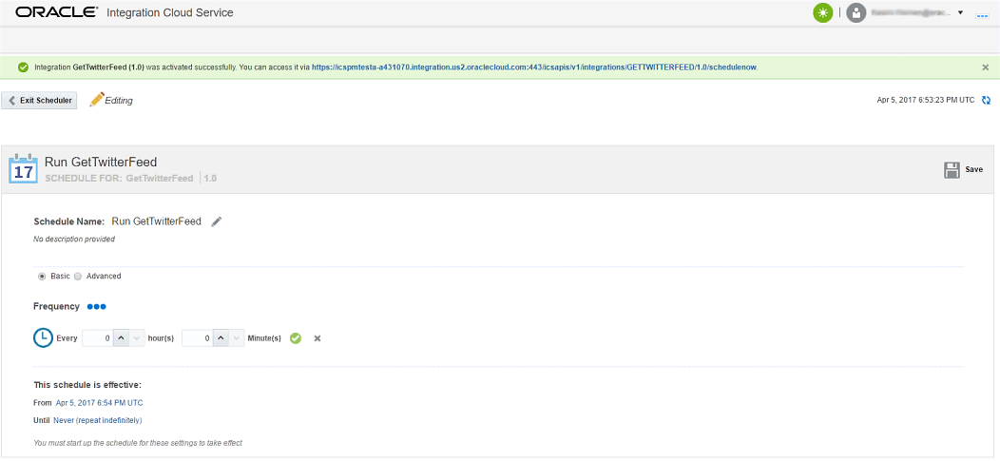 ORACLE® Integration Cloud Service
Integration GetTwitterFeed (1.0) was activated successfully. You can access it via https://icspmtesta-a431070.integration.us2.oraclecloud.com:443/icsapis/v1/integrations/GETTWITTERFEED/1.0/schedulenow.
Exit Scheduler Editing Apr 5, 2017 6:53:23 PM UTC
17 Run GetTwitterFeed
SCHEDULE FOR: GetTwitterFeed 1.0
Save
Schedule Name: Run GetTwitterFeed
No description provided
Basic Advanced
Frequency
Every 0 hour(s) 0 Minute(s)
This schedule is effective:
From Apr 5, 2017 6:54 PM UTC
Until Never (repeat indefinitely)
You must start up the schedule for these settings to take effect